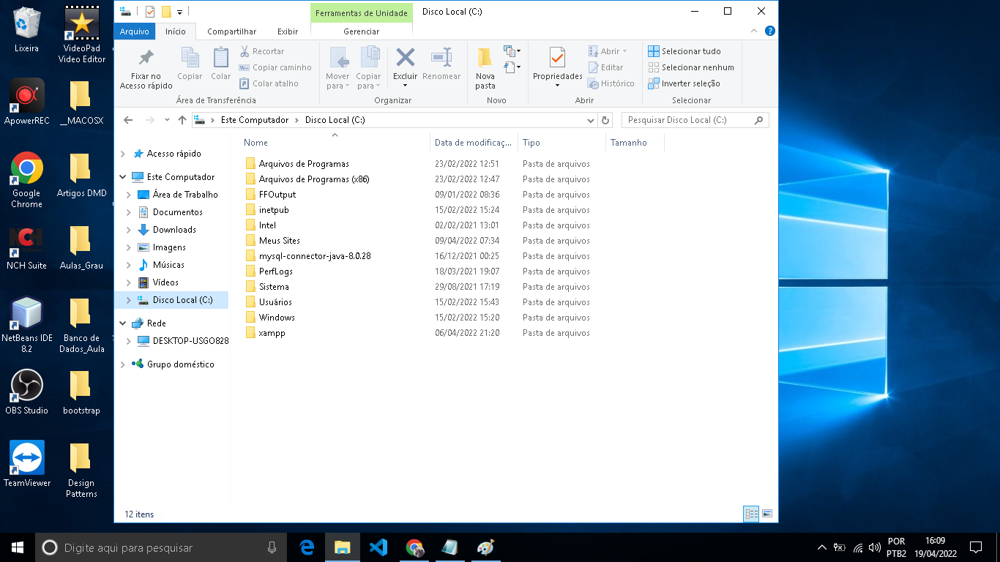 Lixeira
VideoPad
Video Editor
ApowerREC
__MACOSX
Google
Chrome
Artigos DMD
NCH
NCH Suite
Aulas_Grau
NetBeans IDE
8.2
Banco de
Dados_Aula
OBS Studio
bootstrap
TeamViewer
Design
Patterns
Ferramentas de Unidade
Disco Local (C:)
Arquivo
Início
Compartilhar
Exibir
Gerenciar
Fixar no
Acesso rápido
Copiar
Colar
Recortar
Copiar caminho
Colar atalho
Área de Transferência
Mover
para
Copiar
para
Excluir
Renomear
Organizar
Nova
pasta
Novo
Propriedades
Abrir
Editar
Histórico
Abrir
Selecionar tudo
Selecionar nenhum
Inverter seleção
Selecionar
Este Computador
Disco Local (C:)
Pesquisar Disco Local (C:)
Acesso rápido
Este Computador
Área de Trabalho
Documentos
Downloads
Imagens
Músicas
Vídeos
Disco Local (C:)
Rede
DESKTOP-USGO828
Grupo doméstico
Nome Data de modificaç... Tipo Tamanho
Arquivos de Programas 23/02/2022 12:51 Pasta de arquivos
Arquivos de Programas (x86) 23/02/2022 12:47 Pasta de arquivos
FFOutput 09/01/2022 08:36 Pasta de arquivos
inetpub 15/02/2022 15:24 Pasta de arquivos
Intel 02/02/2021 13:01 Pasta de arquivos
Meus Sites 09/04/2022 07:34 Pasta de arquivos
mysql-connector-java-8.0.28 16/12/2021 00:25 Pasta de arquivos
PerfLogs 18/03/2021 19:07 Pasta de arquivos
Sistema 29/08/2021 17:19 Pasta de arquivos
Usuários 15/02/2022 15:43 Pasta de arquivos
Windows 15/02/2022 15:20 Pasta de arquivos
xampp 06/04/2022 21:20 Pasta de arquivos
12 itens
Digite aqui para pesquisar
POR
PTB2
16:09
19/04/2022